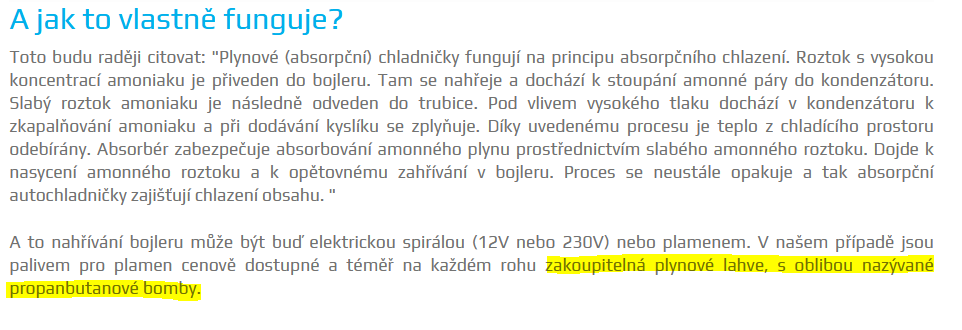 A jak to vlastně funguje?
Toto budu raději citovat: "Plynové (absorpční) chladničky fungují na principu absorpčního chlazení. Roztok s vysokou
koncentrací amoniaku je přiveden do bojleru. Tam se nahřeje a dochází k stoupání amonné páry do kondenzátoru.
Slabý roztok amoniaku je následně odveden do trubice. Pod vlivem vysokého tlaku dochází v kondenzátoru k
zkapalňování amoniaku a při dodávání kyslíku se zplyňuje. Díky uvedenému procesu je teplo z chladícího prostoru
odebírány. Absorbér zabezpečuje absorbování amonného plynu prostřednictvím slabého amonného roztoku. Dojde k
nasycení amonného roztoku a k opětovnému zahřívání v bojleru. Proces se neustále opakuje a tak absorpční
autochladničky zajišťují chlazení obsahu. "
A to nahřívání bojleru může být buď elektrickou spirálou (12V nebo 230V) nebo plamenem. V našem případě jsou
palivem pro plamen cenově dostupné a téměř na každém rohu zakoupitelná plynové lahve, s oblibou nazývané
propanbutanové bomby.